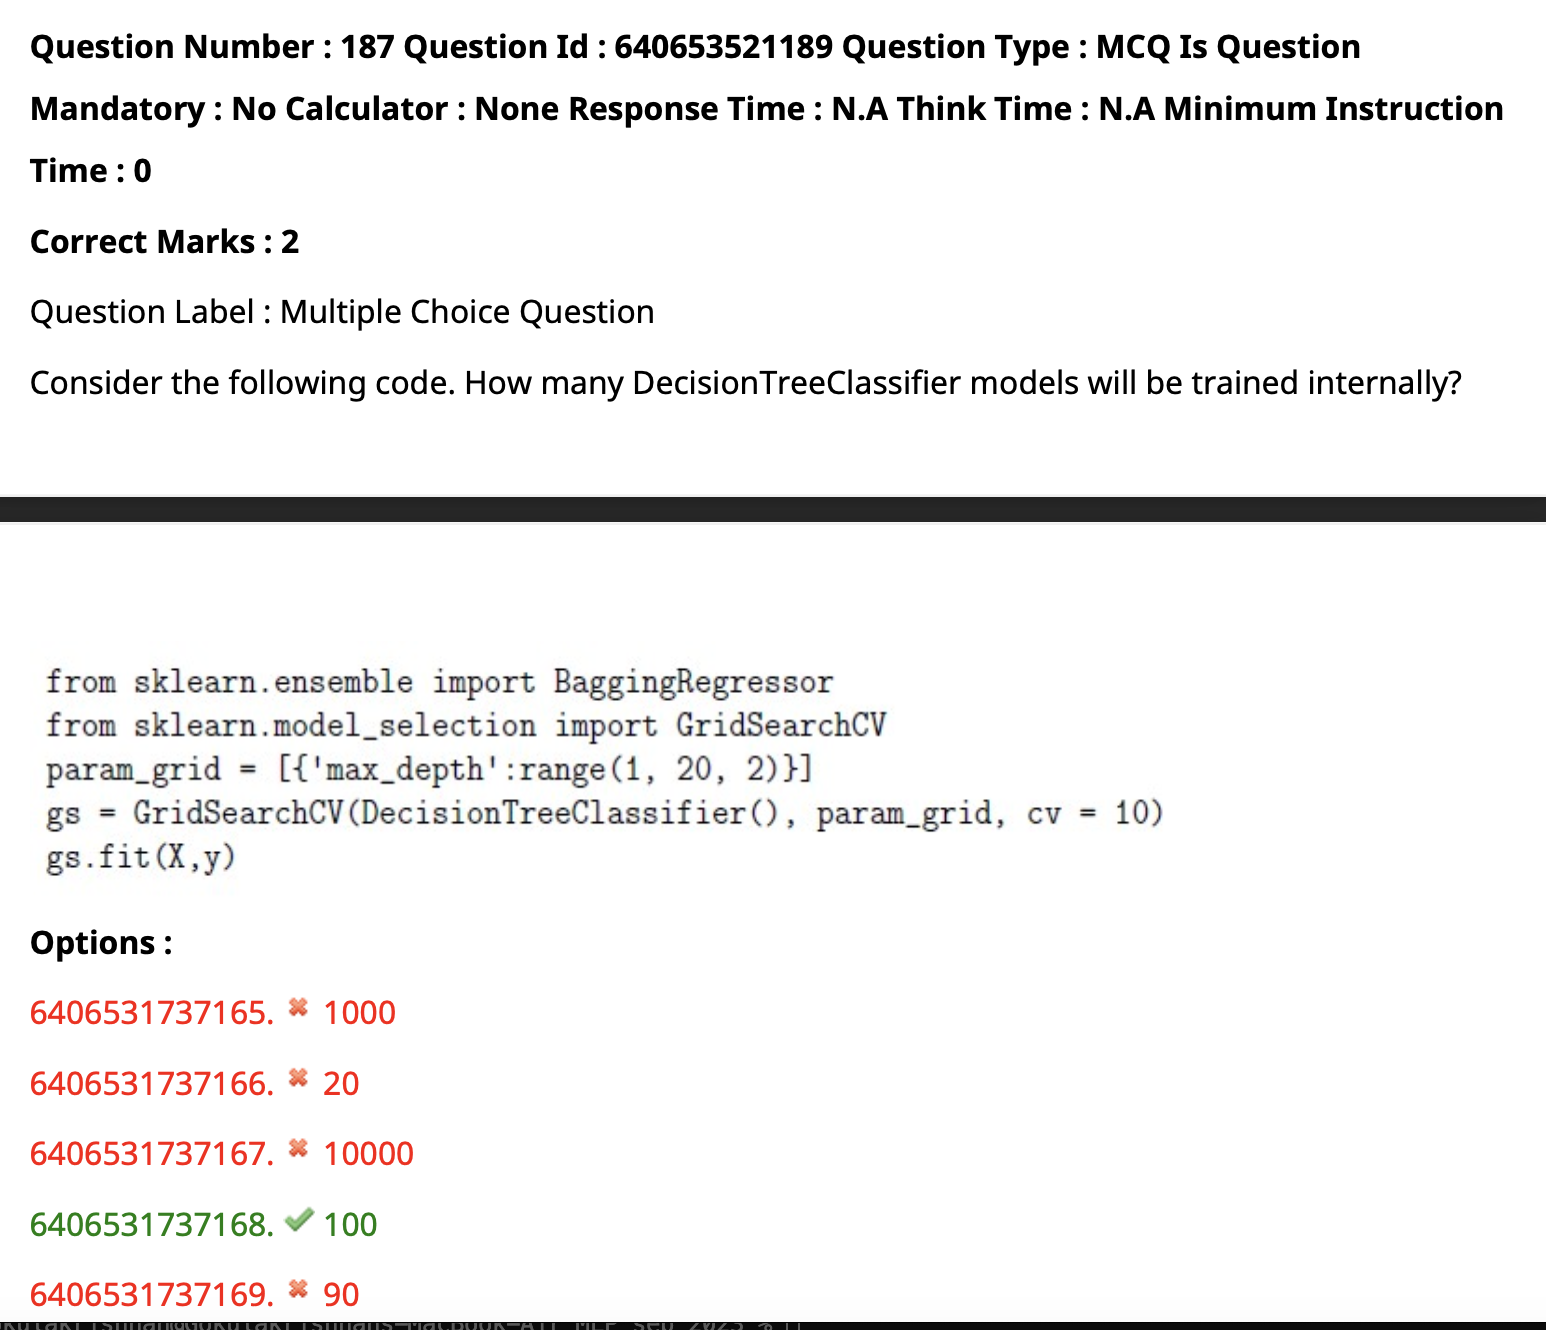 Question Number : 187 Question Id : 640653521189 Question Type : MCQ Is Question
Mandatory : No Calculator : None Response Time : N.A Think Time : N.A Minimum Instruction
Time : 0
Correct Marks : 2
Question Label : Multiple Choice Question
Consider the following code. How many DecisionTreeClassifier models will be trained internally?
from sklearn.ensemble import BaggingRegressor
from sklearn.model_selection import GridSearchCV
param_grid = [{'max_depth':range(1, 20, 2)}]
gs = GridSearchCV(DecisionTreeClassifier(), param_grid, cv = 10)
gs.fit(X,y)
Options :
6406531737165. ✖ 1000
6406531737166. ✖ 20
6406531737167. ✖ 10000
6406531737168. ✔ 100
6406531737169. ✖ 90